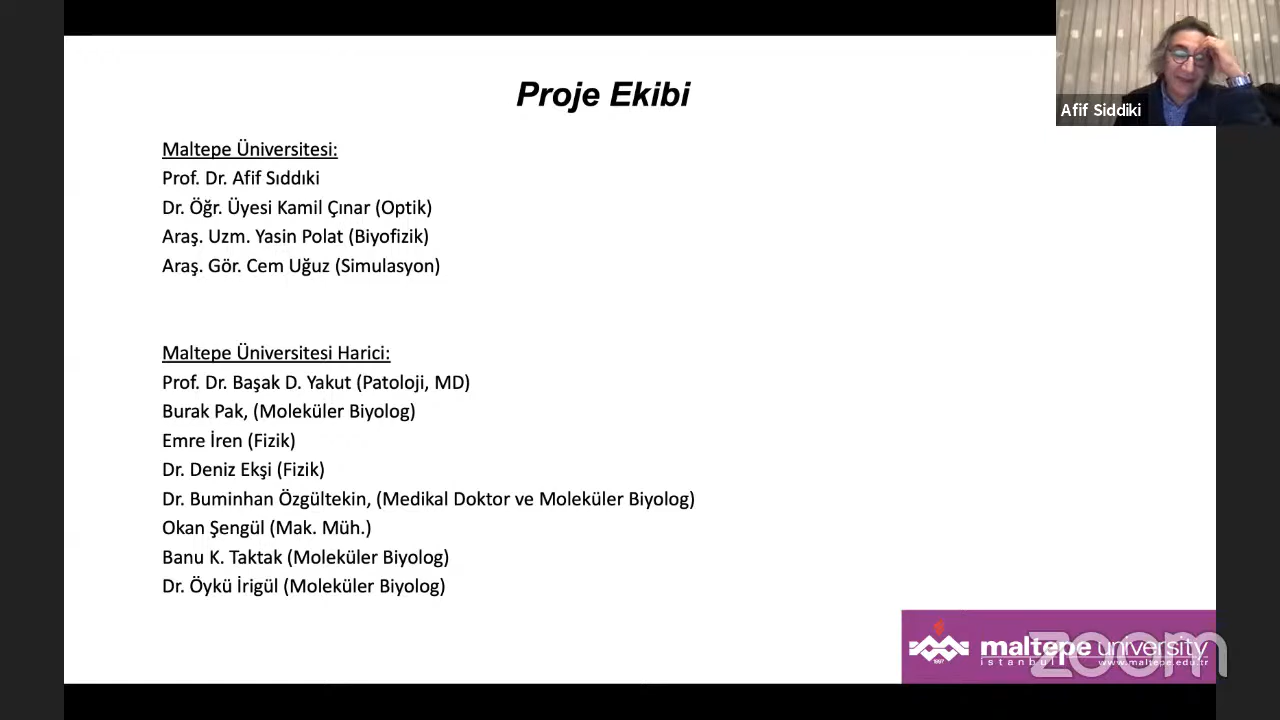 Proje Ekibi
Afif Siddiki
Maltepe Üniversitesi:
Prof. Dr. Afif Sıddıki
Dr. Öğr. Üyesi Kamil Çınar (Optik)
Araş. Uzm. Yasin Polat (Biyofizik)
Araş. Gör. Cem Uğuz (Simulasyon)
Maltepe Üniversitesi Harici:
Prof. Dr. Başak D. Yakut (Patoloji, MD)
Burak Pak, (Moleküler Biyolog)
Emre İren (Fizik)
Dr. Deniz Ekşi (Fizik)
Dr. Buminhan Özgültekin, (Medikal Doktor ve Moleküler Biyolog)
Okan Şengül (Mak. Müh.)
Banu K. Taktak (Moleküler Biyolog)
Dr. Öykü İrigül (Moleküler Biyolog)
maltepe university
istanbul www.maltepe.edu.tr
1997
zoom